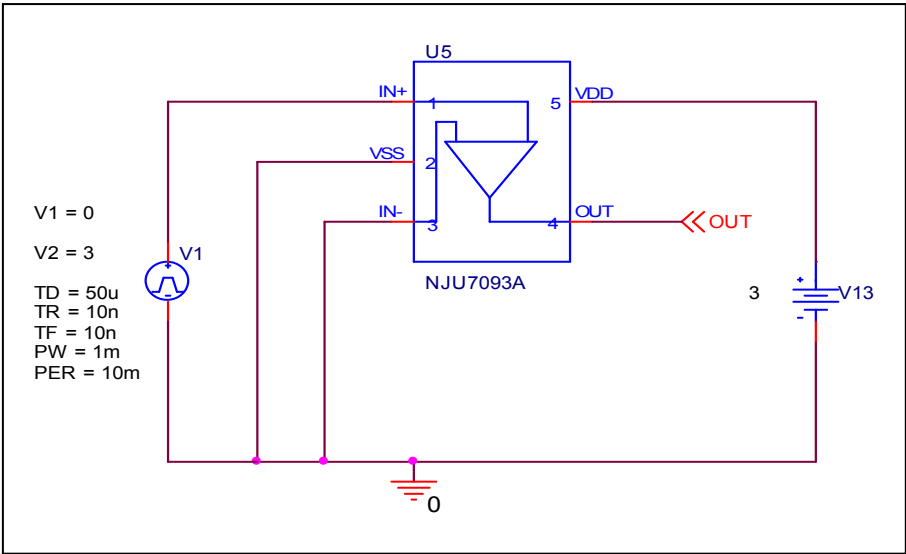 U5
IN+
1
5
VDD
VSS
2
IN-
3
4
OUT
OUT
NJU7093A
V1 = 0
V2 = 3
TD = 50u
TR = 10n
TF = 10n
PW = 1m
PER = 10m
V1
+
-
3
+
-
V13
0